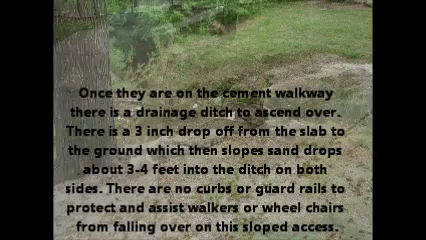 Once they are on the cement walkway
there is a drainage ditch to ascend over.
There is a 3 inch drop off from the slab to
the ground which then slopes sand drops
about 3-4 feet into the ditch on both
sides. There are no curbs or guard rails to
protect and assist walkers or wheel chairs
from falling over on this sloped access.